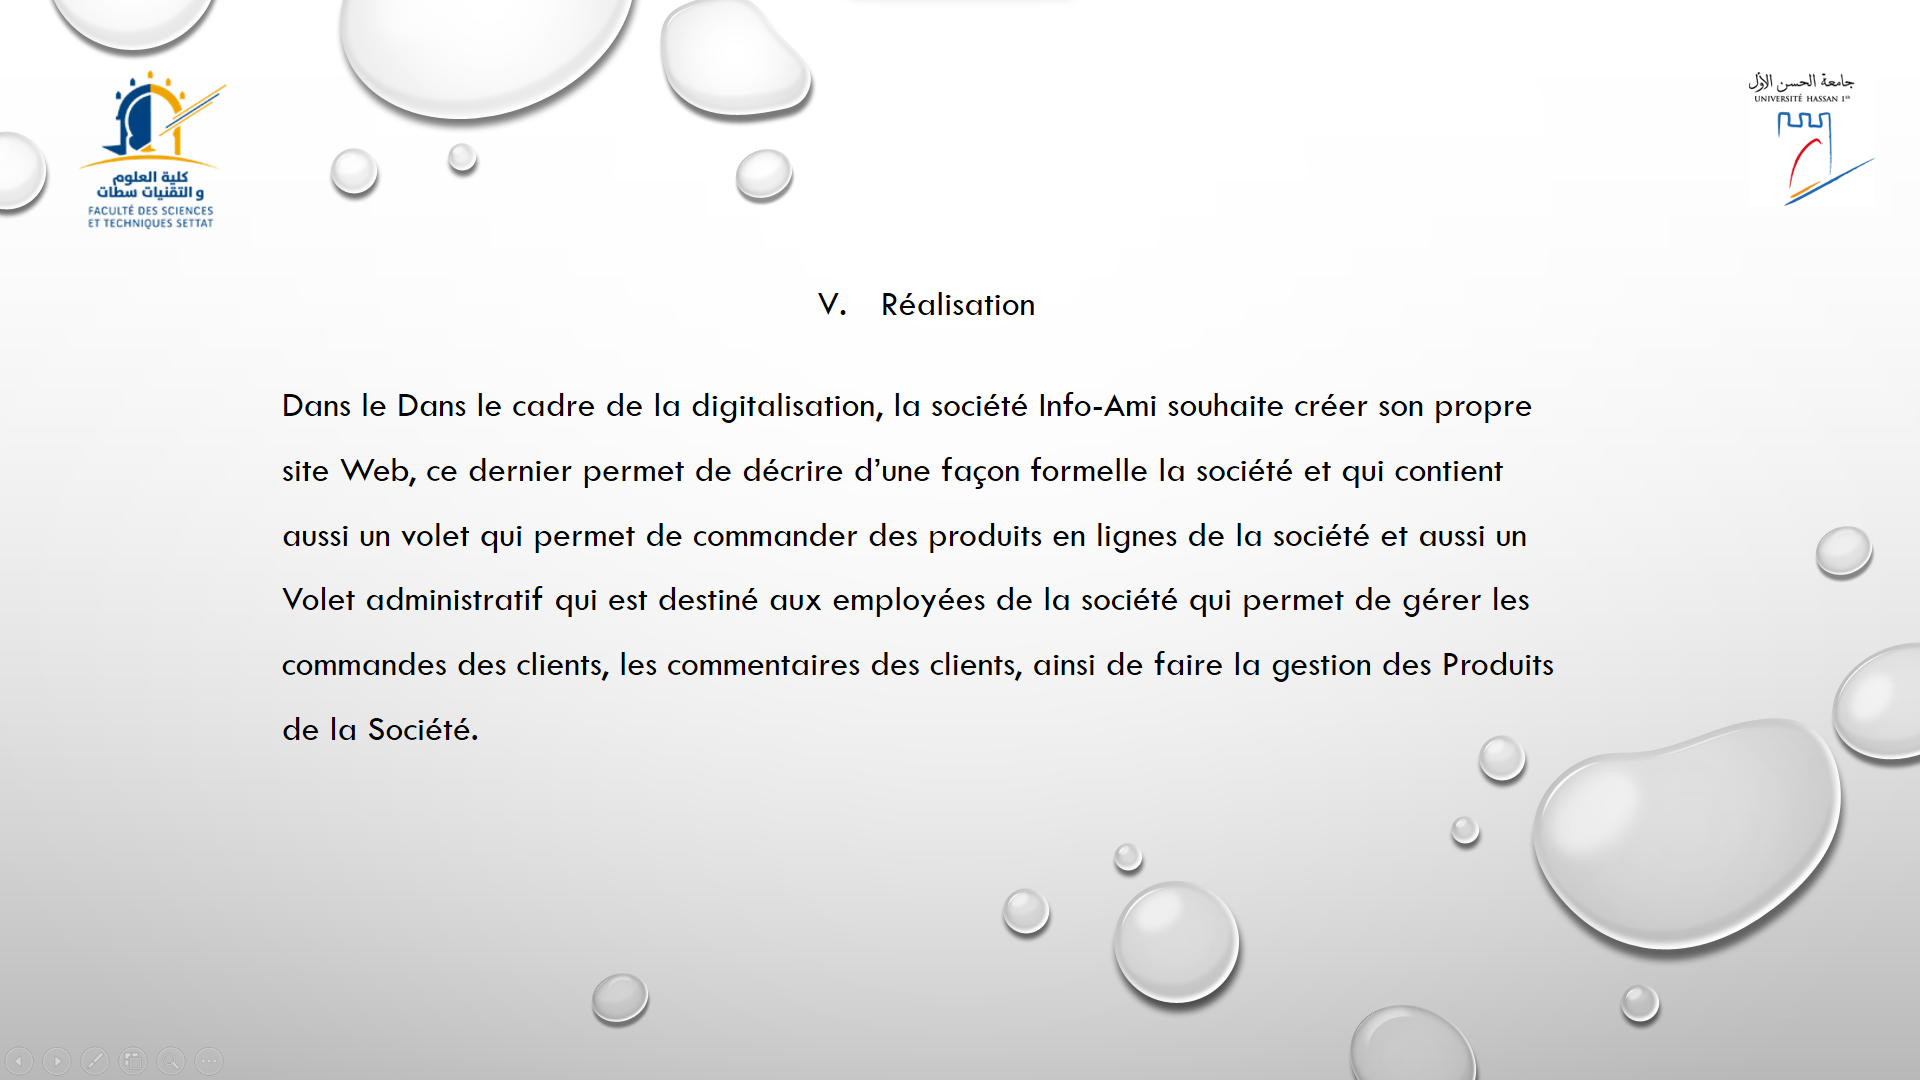 كلية العلوم
و التقنيات سطات
FACULTÉ DES SCIENCES
ET TECHNIQUES SETTAT
جامعة الحسن الأول
UNIVERSITÉ HASSAN 1er
V. Réalisation
Dans le Dans le cadre de la digitalisation, la société Info-Ami souhaite créer son propre
site Web, ce dernier permet de décrire d’une façon formelle la société et qui contient
aussi un volet qui permet de commander des produits en lignes de la société et aussi un
Volet administratif qui est destiné aux employées de la société qui permet de gérer les
commandes des clients, les commentaires des clients, ainsi de faire la gestion des Produits
de la Société.